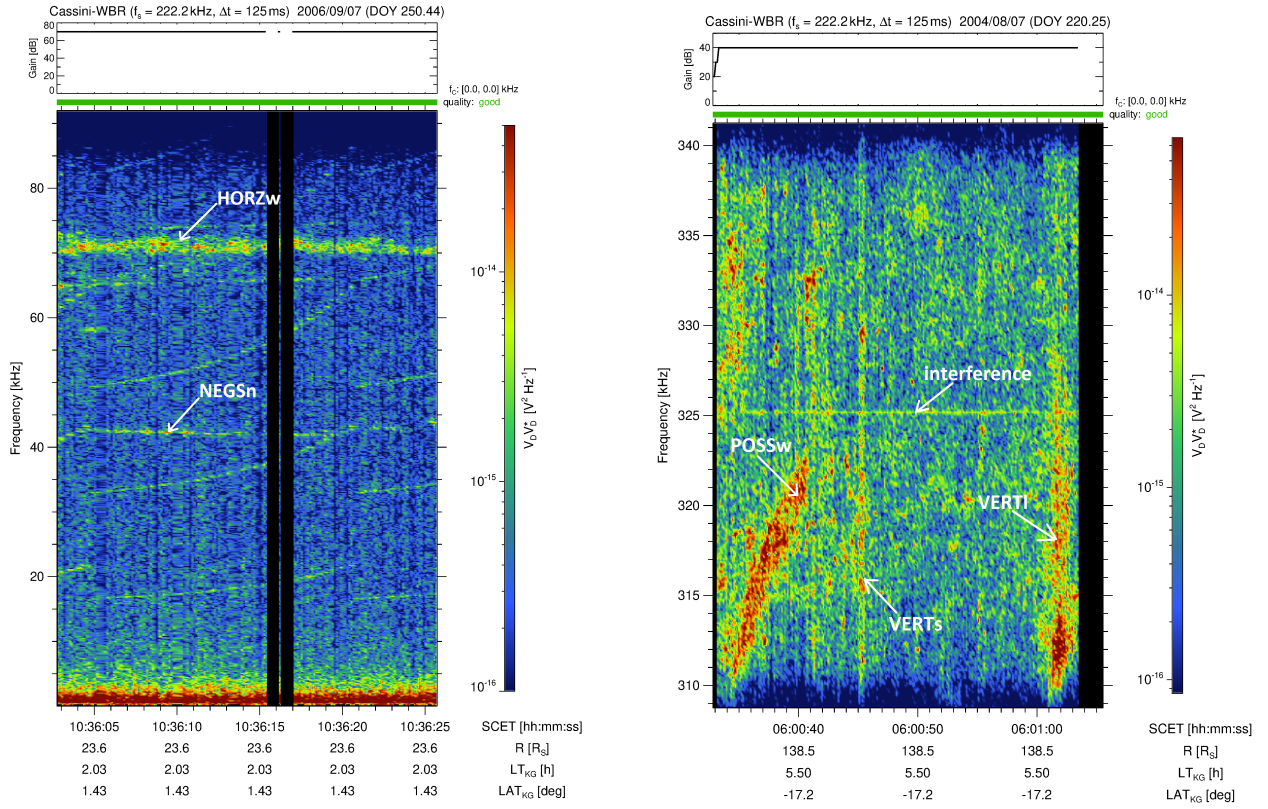 Cassini-WBR (fs = 222.2 kHz, Δt = 125 ms) 2006/09/07 (DOY 250.44)
Gain [dB]
80
60
40
20
0
fC: [0.0, 0.0] kHz
quality: good
Frequency [kHz]
80
60
40
20
HORZw
NEGSn
10-14
10-15
10-16
VDV*D [V2 Hz-1]
10:36:05 10:36:10 10:36:15 10:36:20 10:36:25 SCET [hh:mm:ss]
23.6 23.6 23.6 23.6 23.6 R [RS]
2.03 2.03 2.03 2.03 2.03 LTKG [h]
1.43 1.43 1.43 1.43 1.43 LATKG [deg]
Cassini-WBR (fs = 222.2 kHz, Δt = 125 ms) 2004/08/07 (DOY 220.25)
Gain [dB]
40
20
0
fC: [0.0, 0.0] kHz
quality: good
Frequency [kHz]
340
335
330
325
320
315
310
interference
POSSw
VERTl
VERTs
10-14
10-15
10-16
VDV*D [V2 Hz-1]
06:00:40 06:00:50 06:01:00 SCET [hh:mm:ss]
138.5 138.5 138.5 R [RS]
5.50 5.50 5.50 LTKG [h]
-17.2 -17.2 -17.2 LATKG [deg]